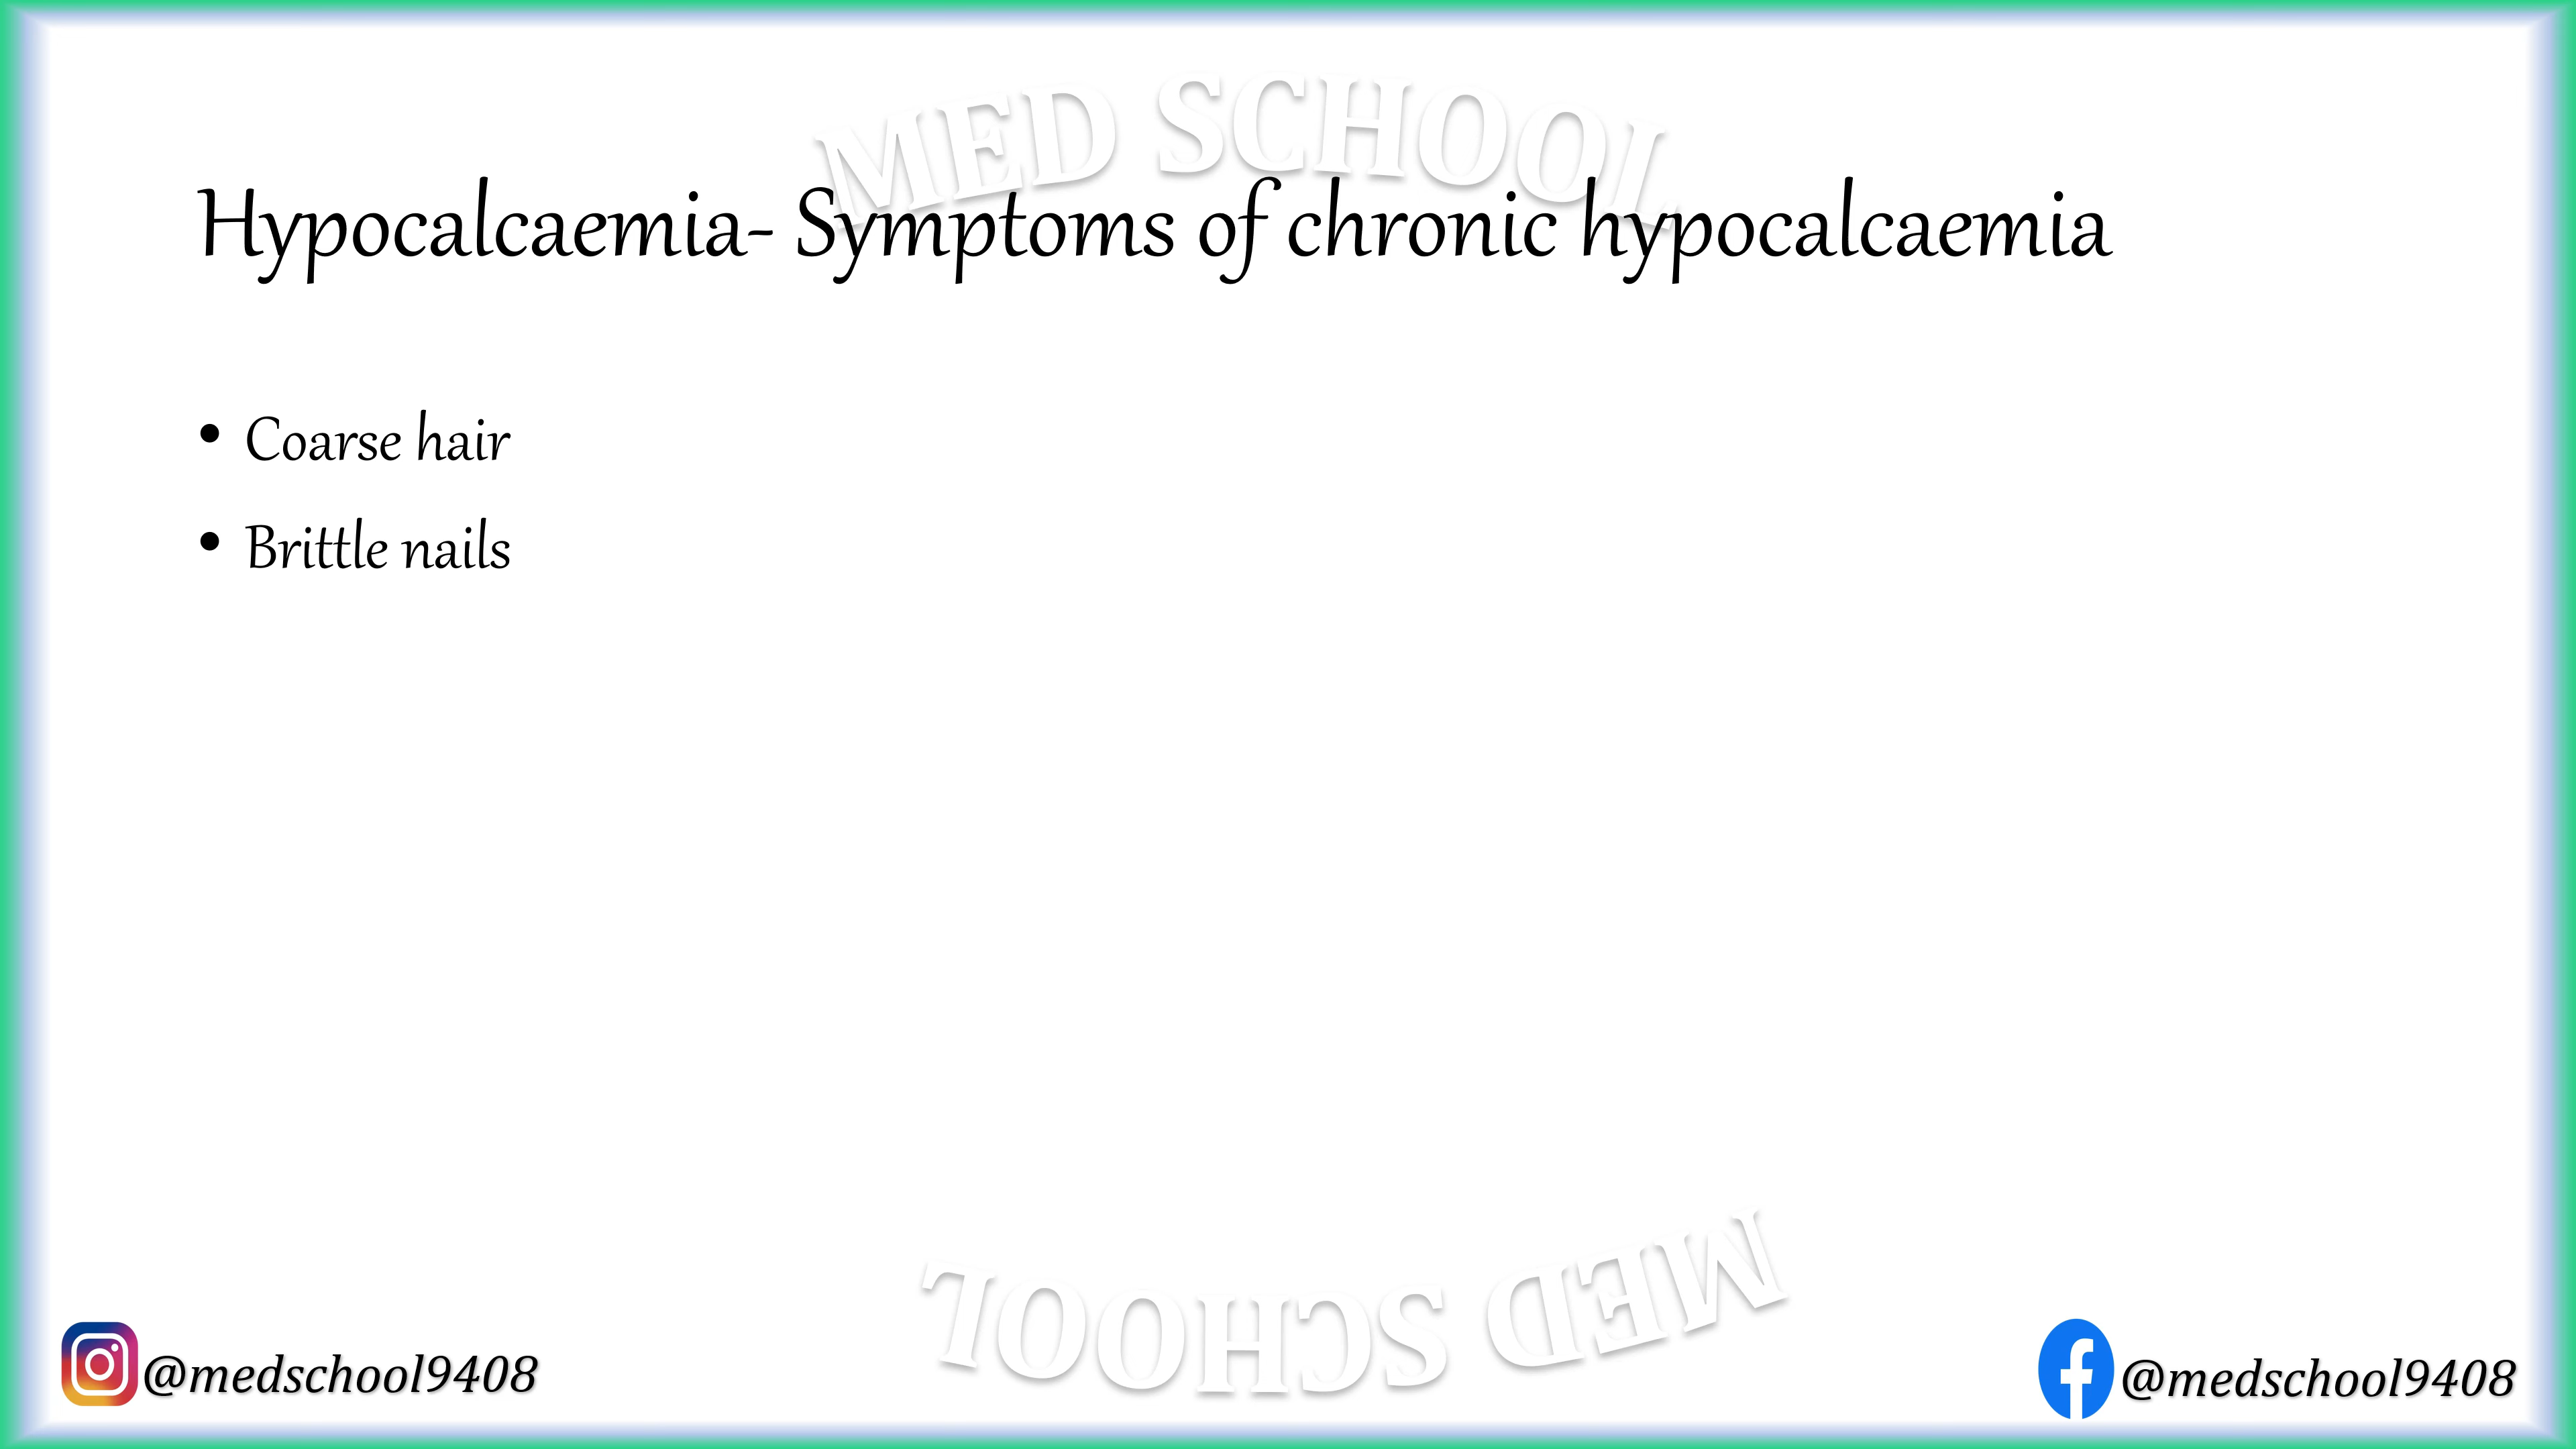 MED SCHOOL
Hypocalcaemia- Symptoms of chronic hypocalcaemia
• Coarse hair
• Brittle nails
MED SCHOOL
@medschool9408
@medschool9408